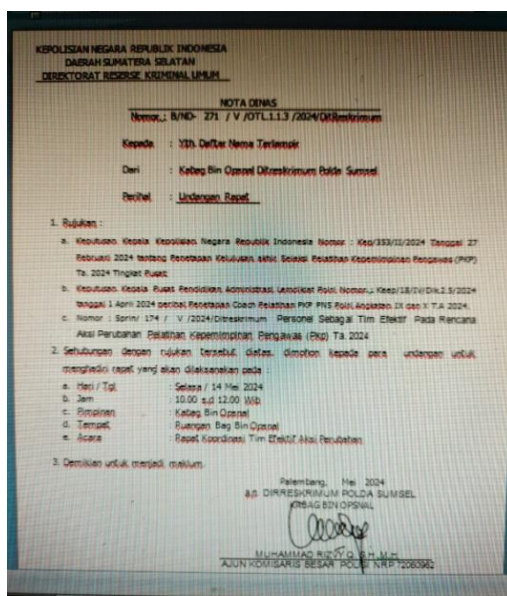 KEPOLISIAN NEGARA REPUBLIK INDONESIA
DAERAH SUMATERA SELATAN
DIREKTORAT RESERSE KRIMINAL UMUM
NOTA DINAS
Nomor : B/ND- 271 / V /OTL.1.1.3 /2024/Ditreskrimum
Kepada : Yth. Daftar Nama Terlampir
Dari : Kabag Bin Opsnal Ditreskrimum Polda Sumsel
Perihal : Undangan Rapat
1. Rujukan :
a. Keputusan Kepala Kepolisian Negara Republik Indonesia Nomor : Kep/353/II/2024 Tanggal 27
Februari 2024 tentang Penetapan Kelulusan akhir Seleksi Pelatihan Kepemimpinan Pengawas (PKP)
Ta. 2024 Tingkat Pusat;
b. Keputusan Kepala Pusat Pendidikan Administrasi Lemdiklat Polri Nomor : Keep/18/IV/Dik.2.5/2024
tanggal 1 April 2024 perihal Penetapan Coach Pelatihan PKP PNS Polri Angkatan IX dan X T.A 2024.
c. Nomor : Sprin/ 174 / V /2024/Ditreskrimum Personel Sebagai Tim Efektif Pada Rencana
Aksi Perubahan Pelatihan Kepemimpinan Pengawas (Pkp) Ta. 2024
2. Sehubungan dengan rujukan tersebut diatas, dimohon kepada para undangan untuk
menghadiri rapat yang akan dilaksanakan pada :
a. Hari / Tgl : Selasa / 14 Mei 2024
b. Jam : 10.00 s.d 12.00 Wib
c. Pimpinan : Kabag Bin Opsnal
d. Tempat : Ruangan Bag Bin Opsnal
e. Acara : Rapat Koordinasi Tim Efektif Aksi Perubahan
3. Demikian untuk menjadi maklum.
Palembang, Mei 2024
a.n. DIRRESKRIMUM POLDA SUMSEL
KABAG BIN OPSNAL
MUHAMMAD RIZVY Q, S.H.,M.H
AJUN KOMISARIS BESAR POLISI NRP 72060962